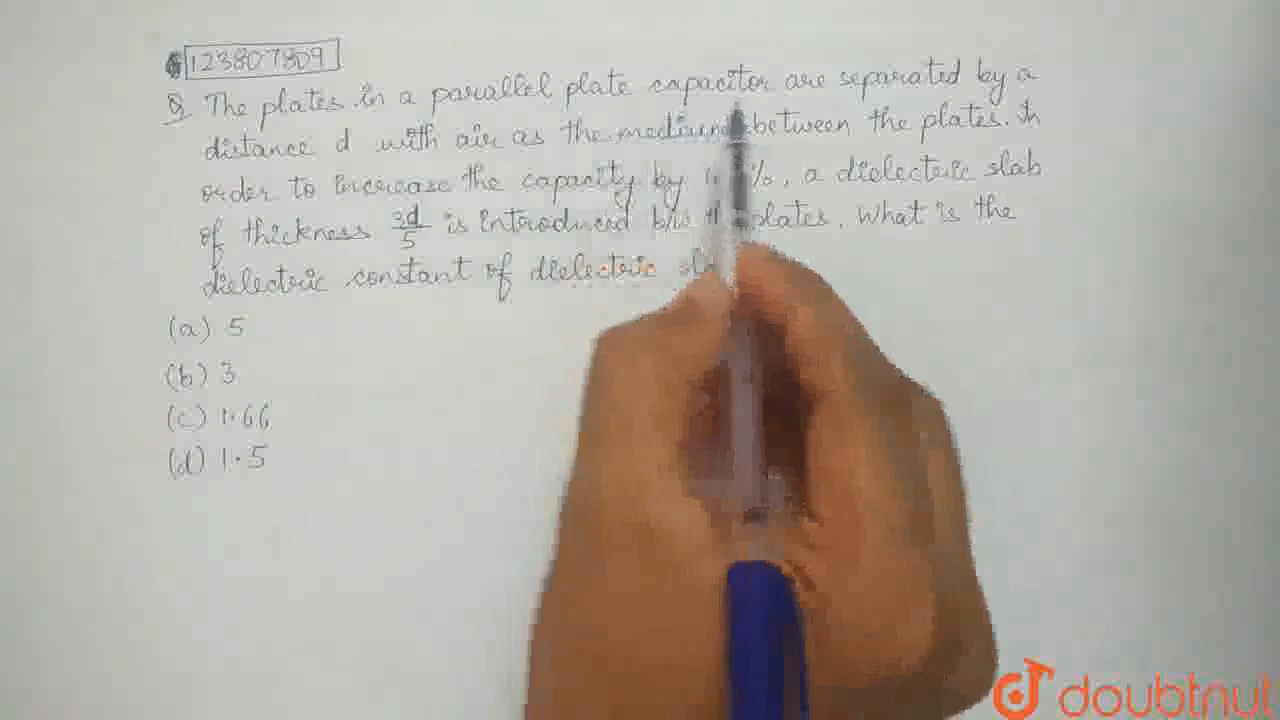 123807809
Q The plates in a parallel plate capacitor are separated by a
distance d with air as the medium between the plates. In
order to increase the capacity by %, a dielectric slab
of thickness 3d/5 is introduced b/w plates. What is the
dielectric constant of dielectric
(a) 5
(b) 3
(c) 1.66
(d) 1.5
doubtnut